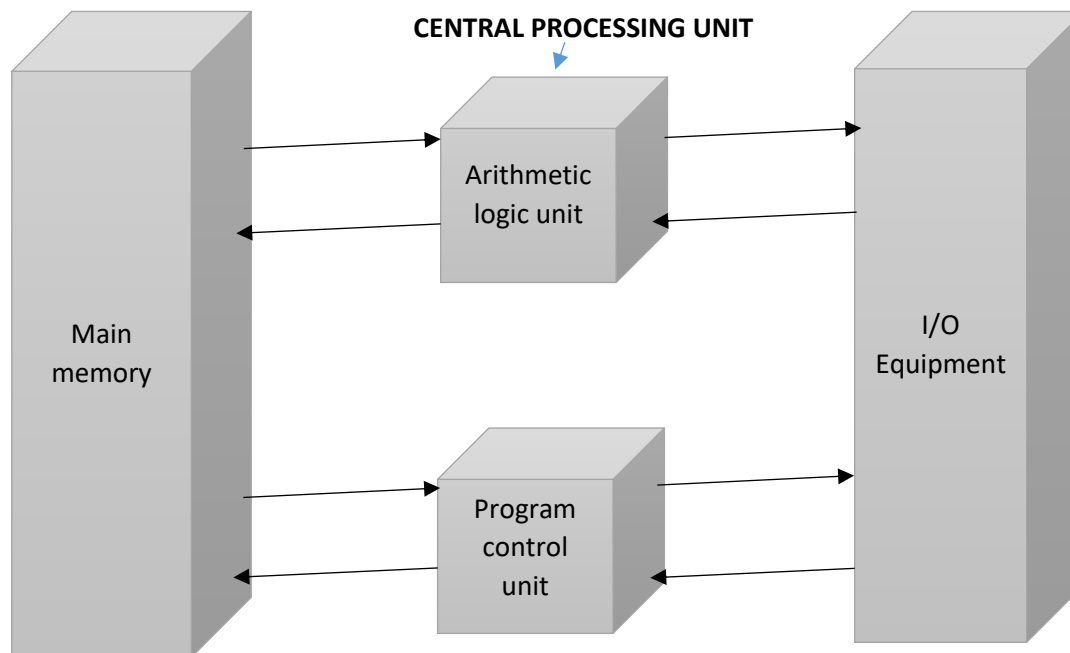 CENTRAL PROCESSING UNIT
Arithmetic
logic unit
Main
memory
I/O
Equipment
Program
control
unit